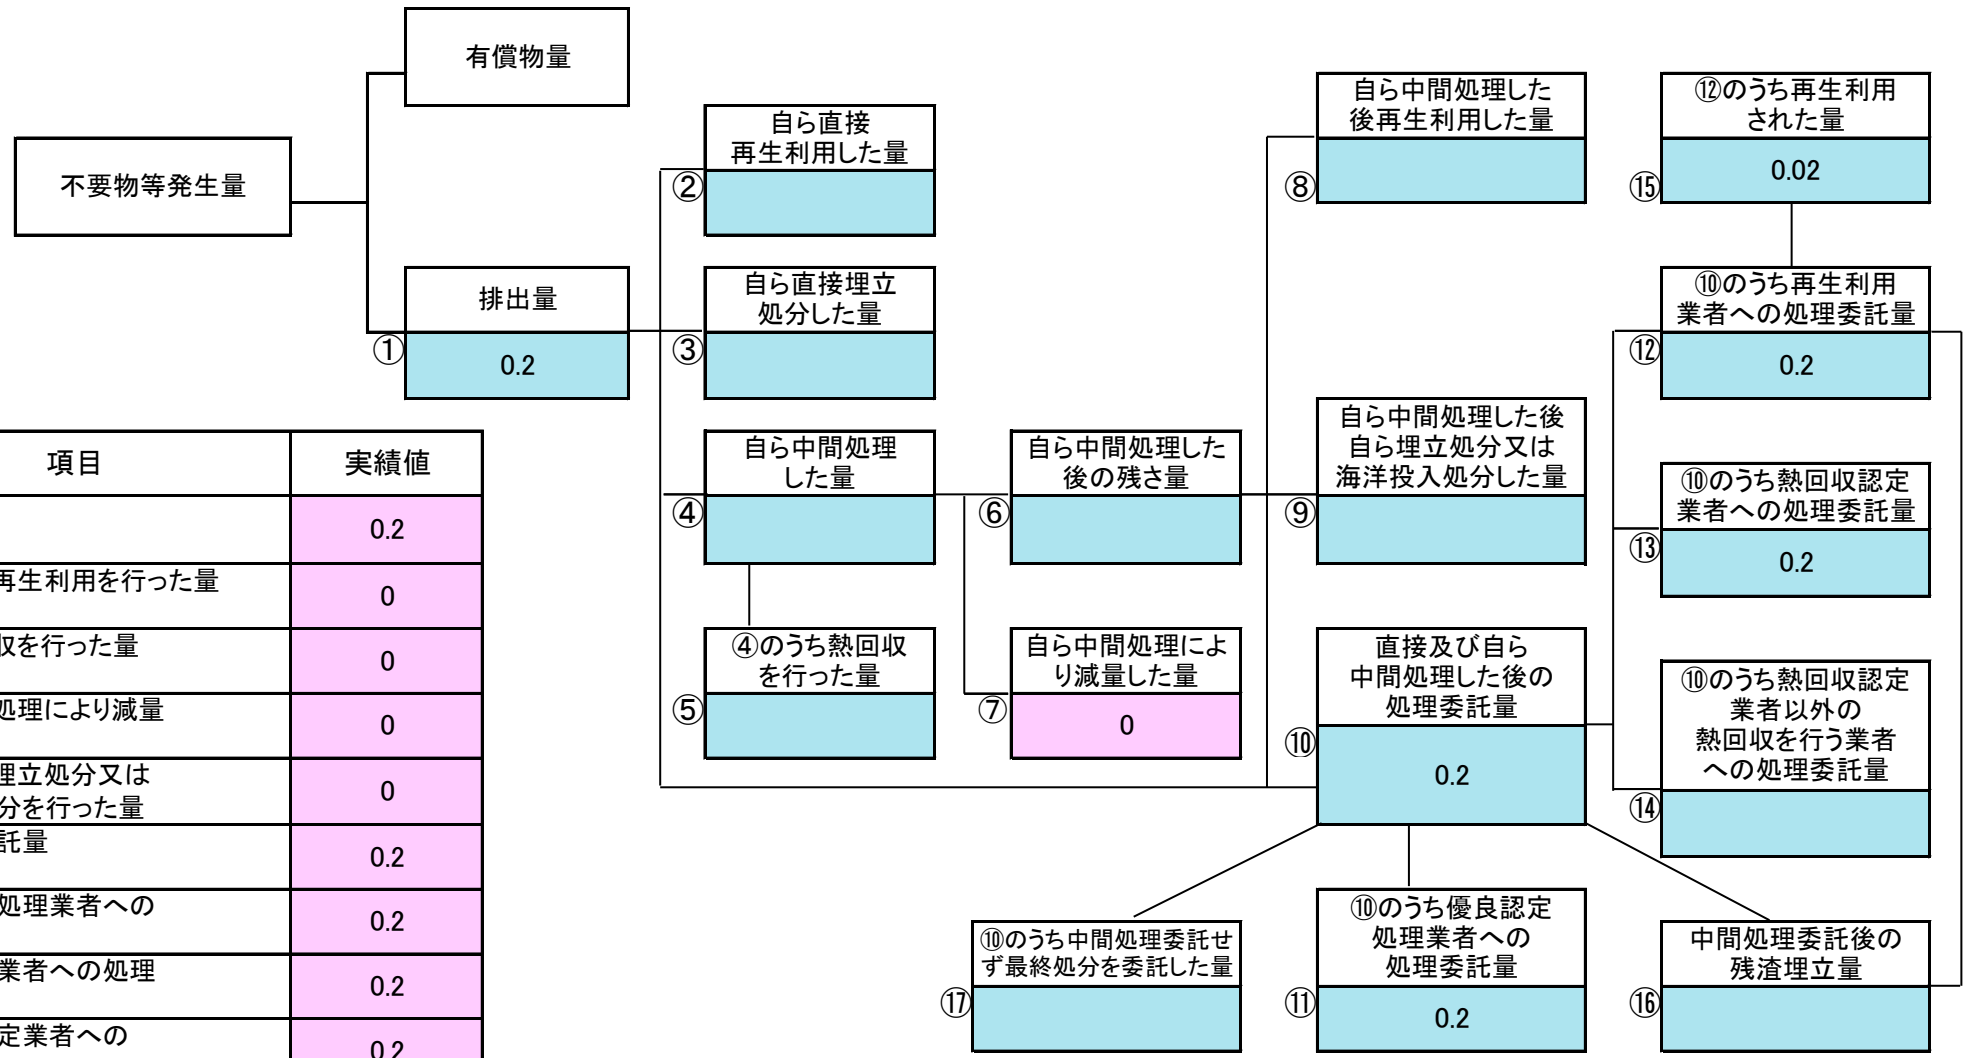 有償物量
不要物等発生量
排出量
①
0.2
自ら直接
再生利用した量
②
自ら直接埋立
処分した量
③
自ら中間処理
した量
④
④のうち熱回収
を行った量
⑤
自ら中間処理した
後の残さ量
⑥
自ら中間処理によ
り減量した量
⑦
0
自ら中間処理した
後再生利用した量
⑧
自ら中間処理した後
自ら埋立処分又は
海洋投入処分した量
⑨
直接及び自ら
中間処理した後の
処理委託量
⑩
0.2
⑫のうち再生利用
された量
⑮
0.02
⑩のうち再生利用
業者への処理委託量
⑫
0.2
⑩のうち熱回収認定
業者への処理委託量
⑬
0.2
⑩のうち熱回収認定
業者以外の
熱回収を行う業者
への処理委託量
⑭
⑩のうち中間処理委託せ
ず最終処分を委託した量
⑰
⑩のうち優良認定
処理業者への
処理委託量
⑪
0.2
中間処理委託後の
残渣埋立量
⑯
項目
実績値
0.2
再生利用を行った量
0
収を行った量
0
処理により減量
0
埋立処分又は
分を行った量
0
託量
0.2
処理業者への
0.2
業者への処理
0.2
定業者への
0.2